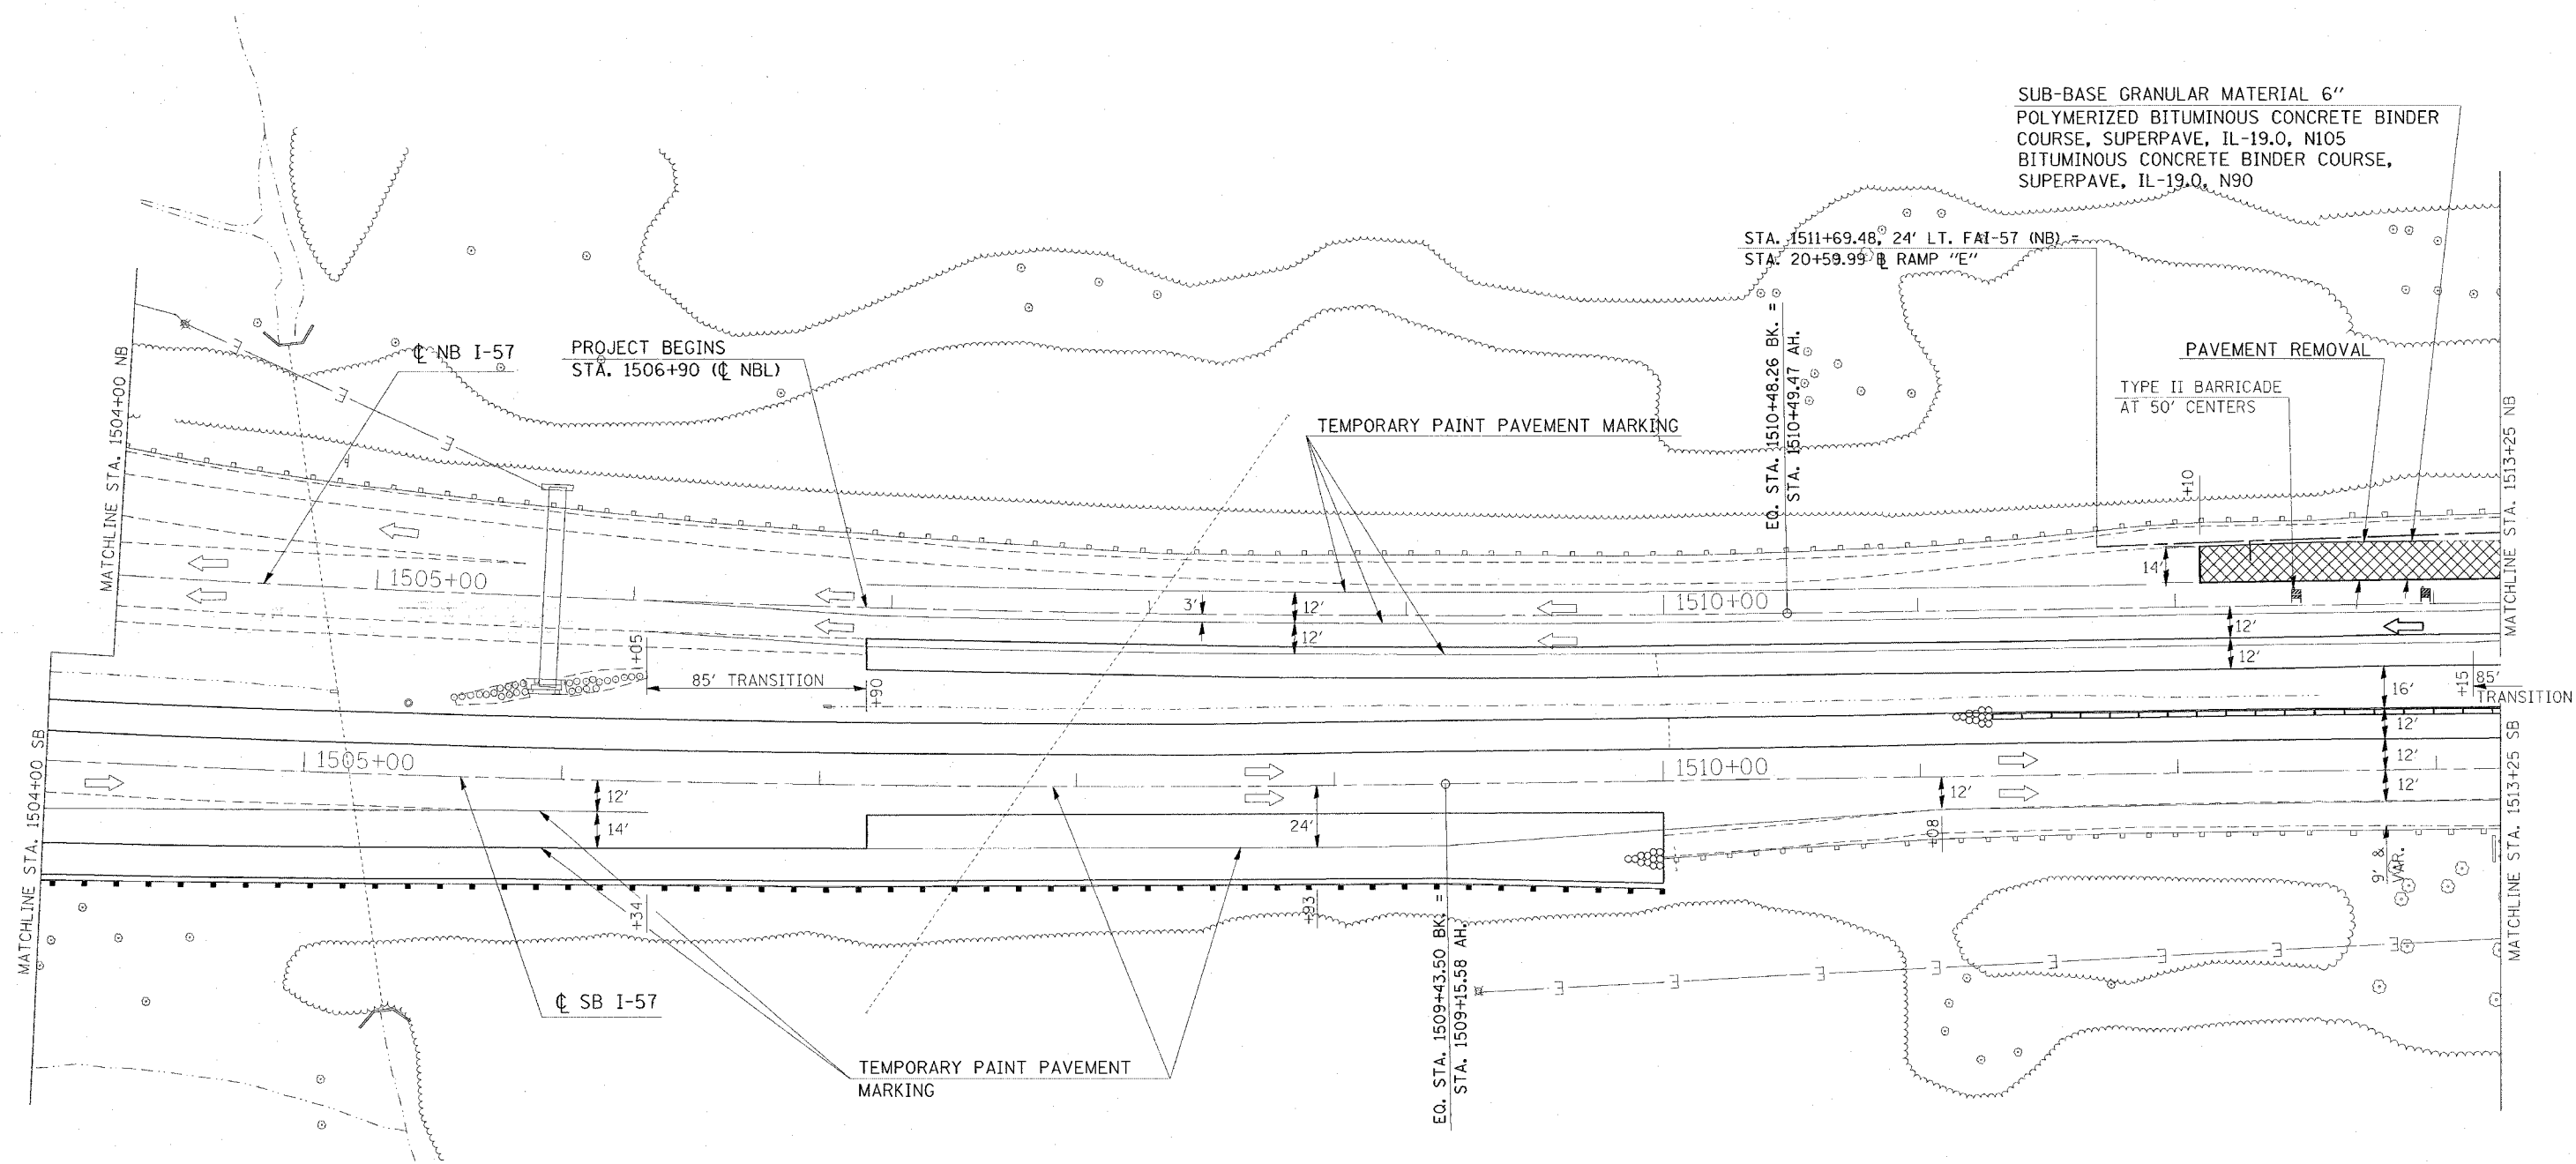 SUB-BASE GRANULAR MATERIAL 6"
POLYMERIZED BITUMINOUS CONCRETE BINDER
COURSE, SUPERPAVE, IL-19.0, N105
BITUMINOUS CONCRETE BINDER COURSE,
SUPERPAVE, IL-19.0, N90
STA. 1511+69.48, 24' LT. FAI-57 (NB) =
STA. 20+59.99 ℄ RAMP "E"
℄ NB I-57
PROJECT BEGINS
STA. 1506+90 (℄ NBL)
PAVEMENT REMOVAL
TYPE II BARRICADE
AT 50' CENTERS
TEMPORARY PAINT PAVEMENT MARKING
EQ. STA. 1510+48.26 BK. =
STA. 1510+49.47 AH.
MATCHLINE STA. 1504+00 NB
MATCHLINE STA. 1513+25 NB
+10
14'
1505+00
3'
12'
12'
1510+00
12'
12'
+05
85' TRANSITION
+90
16'
+15
85'
TRANSITION
12'
12'
12'
MATCHLINE STA. 1504+00 SB
MATCHLINE STA. 1513+25 SB
1505+00
1510+00
12'
14'
24'
12'
+08
9' &
VAR.
+34
+93
EQ. STA. 1509+43.50 BK. =
STA. 1509+15.58 AH.
℄ SB I-57
TEMPORARY PAINT PAVEMENT
MARKING
E
E
E
E
E
E
E
E
E
E
E